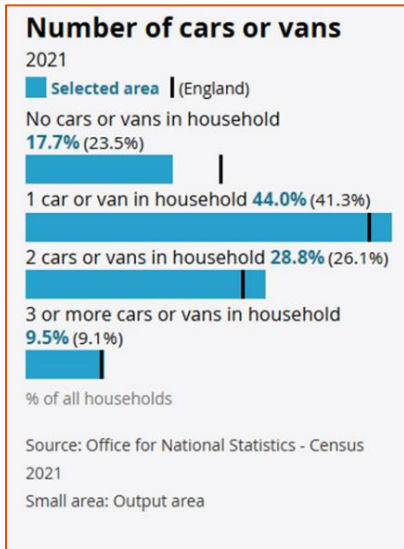 Number of cars or vans
2021
Selected area (England)
No cars or vans in household
17.7% (23.5%)
1 car or van in household 44.0% (41.3%)
2 cars or vans in household 28.8% (26.1%)
3 or more cars or vans in household
9.5% (9.1%)
% of all households
Source: Office for National Statistics - Census
2021
Small area: Output area